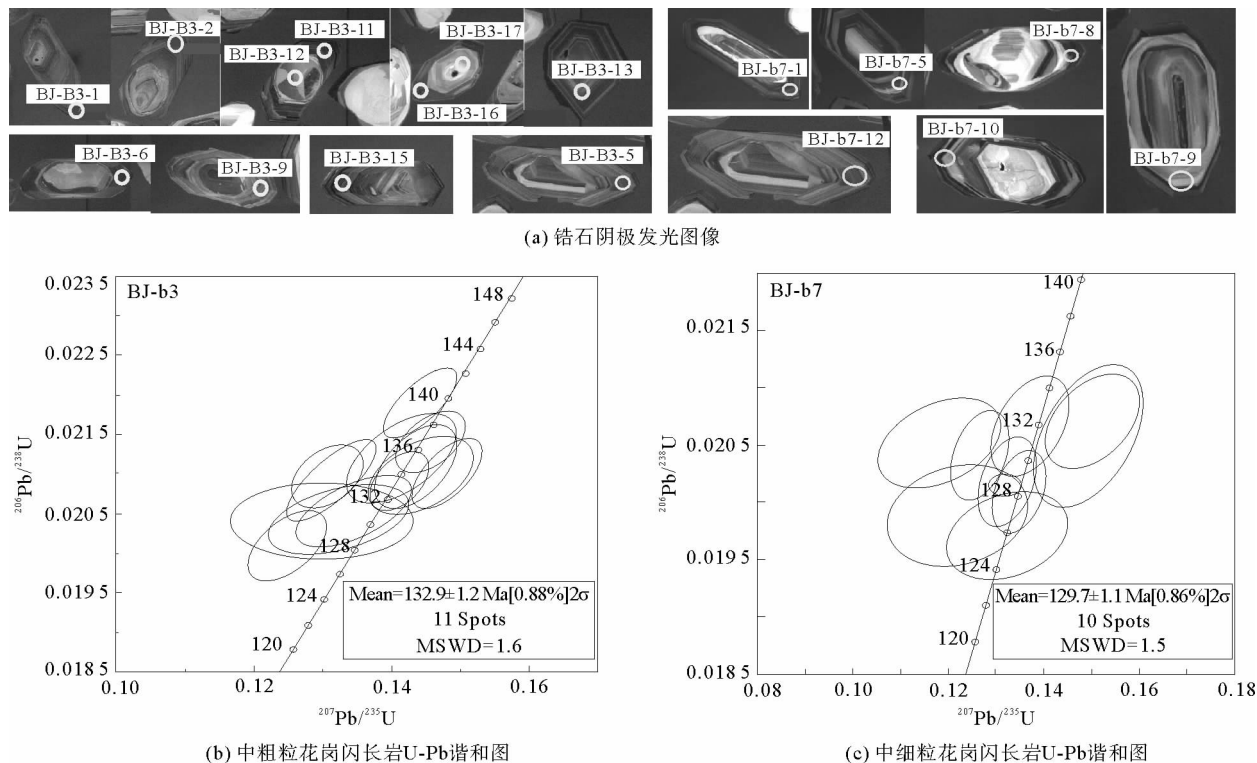 BJ-B3-2
BJ-B3-11
BJ-B3-17
BJ-B3-12
BJ-B3-13
BJ-B3-1
BJ-B3-16
BJ-B3-6
BJ-B3-9
BJ-B3-15
BJ-B3-5
BJ-b7-8
BJ-b7-1
BJ-b7-5
BJ-b7-12
BJ-b7-10
BJ-b7-9
(a) 锆石阴极发光图像
BJ-b3
0.023 5
0.022 5
0.021 5
0.020 5
0.019 5
0.018 5
²⁰⁶Pb/²³⁸U
148
144
140
136
132
128
124
120
Mean=132.9±1.2 Ma[0.88%]2σ
11 Spots
MSWD=1.6
0.10
0.12
0.14
0.16
²⁰⁷Pb/²³⁵U
(b) 中粗粒花岗闪长岩U-Pb谐和图
BJ-b7
0.021 5
0.020 5
0.019 5
0.018 5
²⁰⁶Pb/²³⁸U
140
136
132
128
124
120
Mean=129.7±1.1 Ma[0.86%]2σ
10 Spots
MSWD=1.5
0.08
0.10
0.12
0.14
0.16
0.18
²⁰⁷Pb/²³⁵U
(c) 中细粒花岗闪长岩U-Pb谐和图